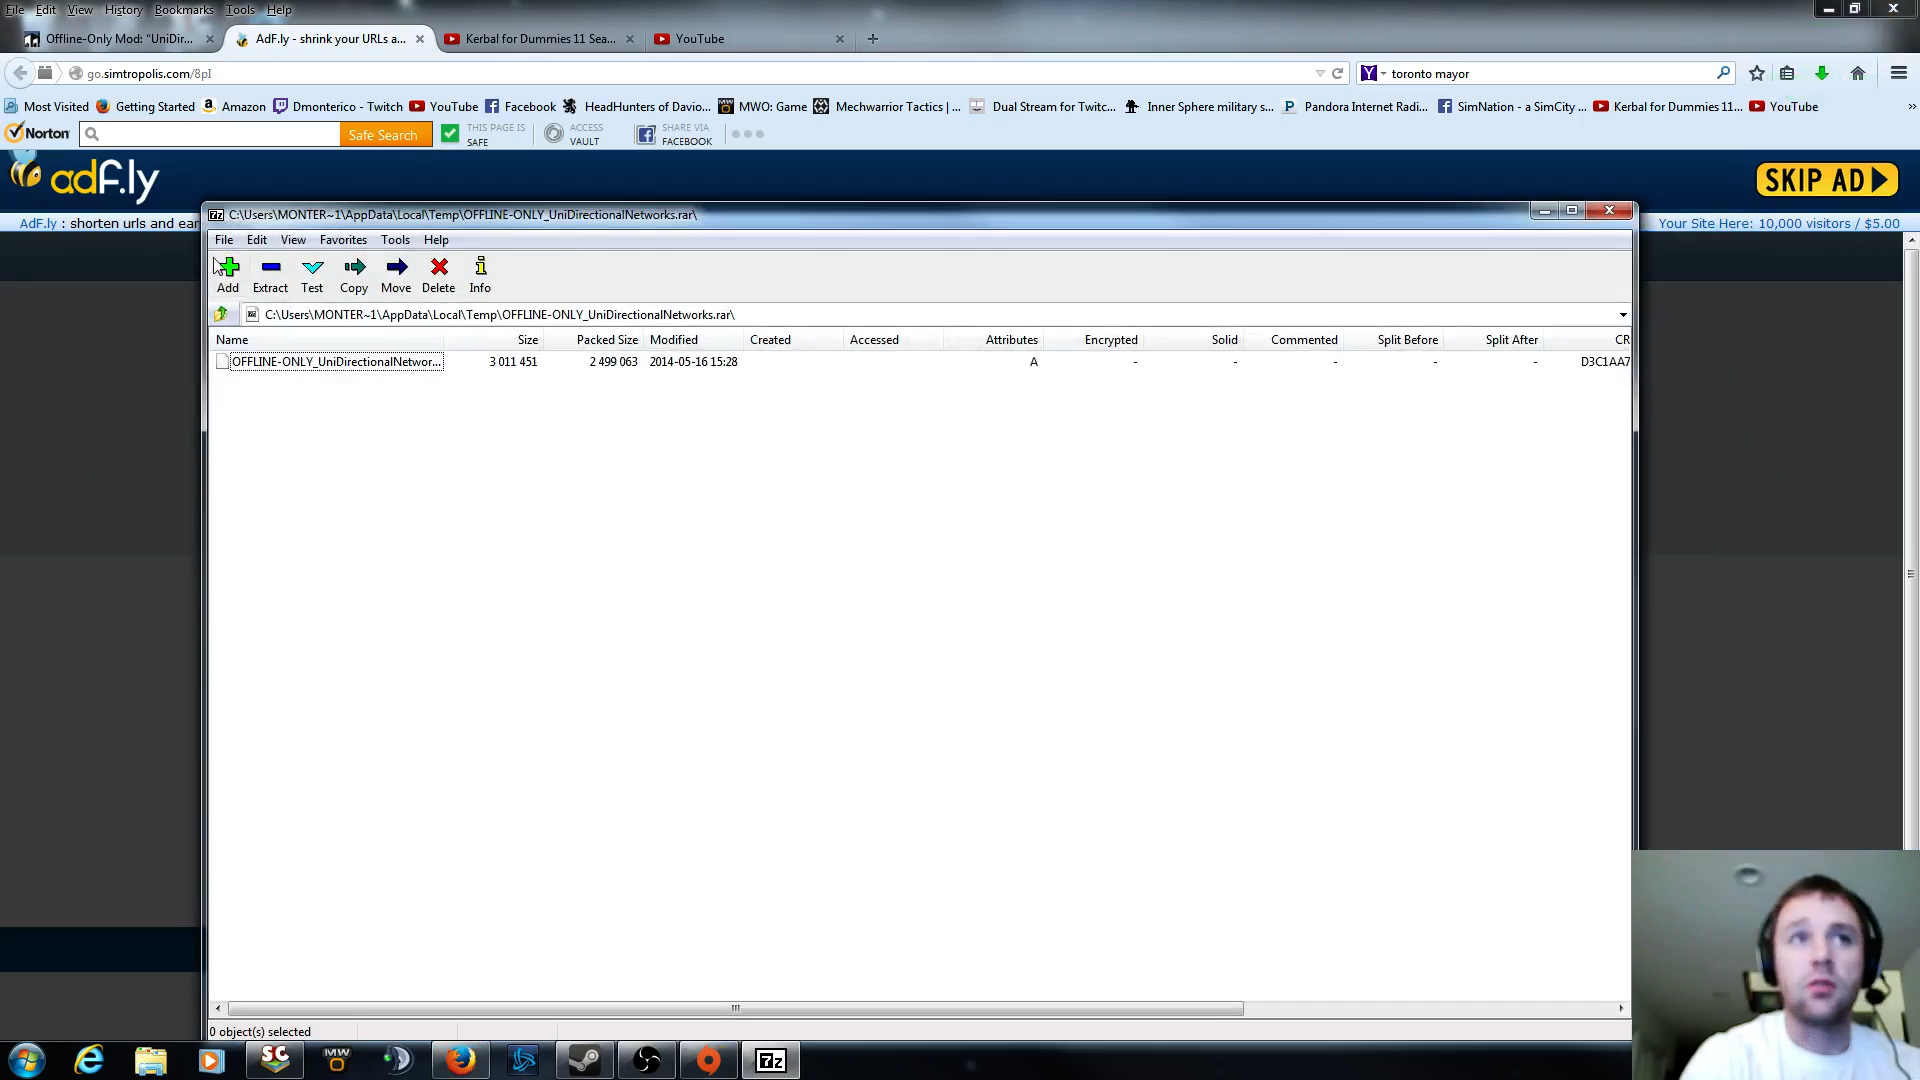 File Edit View History Bookmarks Tools Help
Offline-Only Mod: "UniDir... AdF.ly - shrink your URLs a... Kerbal for Dummies 11 Sea... YouTube
go.simtropolis.com/8pI toronto mayor
Most Visited Getting Started Amazon Dmonterico - Twitch YouTube Facebook HeadHunters of Davio... MWO: Game Mechwarrior Tactics | ... Dual Stream for Twitc... Inner Sphere military s... Pandora Internet Radi... SimNation - a SimCity ... Kerbal for Dummies 11... YouTube
Norton Safe Search THIS PAGE IS SAFE ACCESS VAULT SHARE VIA FACEBOOK
adf.ly SKIP AD
AdF.ly : shorten urls and ear Your Site Here: 10,000 visitors / $5.00
7z C:\Users\MONTER~1\AppData\Local\Temp\OFFLINE-ONLY_UniDirectionalNetworks.rar\
File Edit View Favorites Tools Help
Add Extract Test Copy Move Delete Info
C:\Users\MONTER~1\AppData\Local\Temp\OFFLINE-ONLY_UniDirectionalNetworks.rar\
Name Size Packed Size Modified Created Accessed Attributes Encrypted Solid Commented Split Before Split After CR
OFFLINE-ONLY_UniDirectionalNetwor... 3 011 451 2 499 063 2014-05-16 15:28 A - - - - - D3C1AA7
0 object(s) selected
SC MW 7z